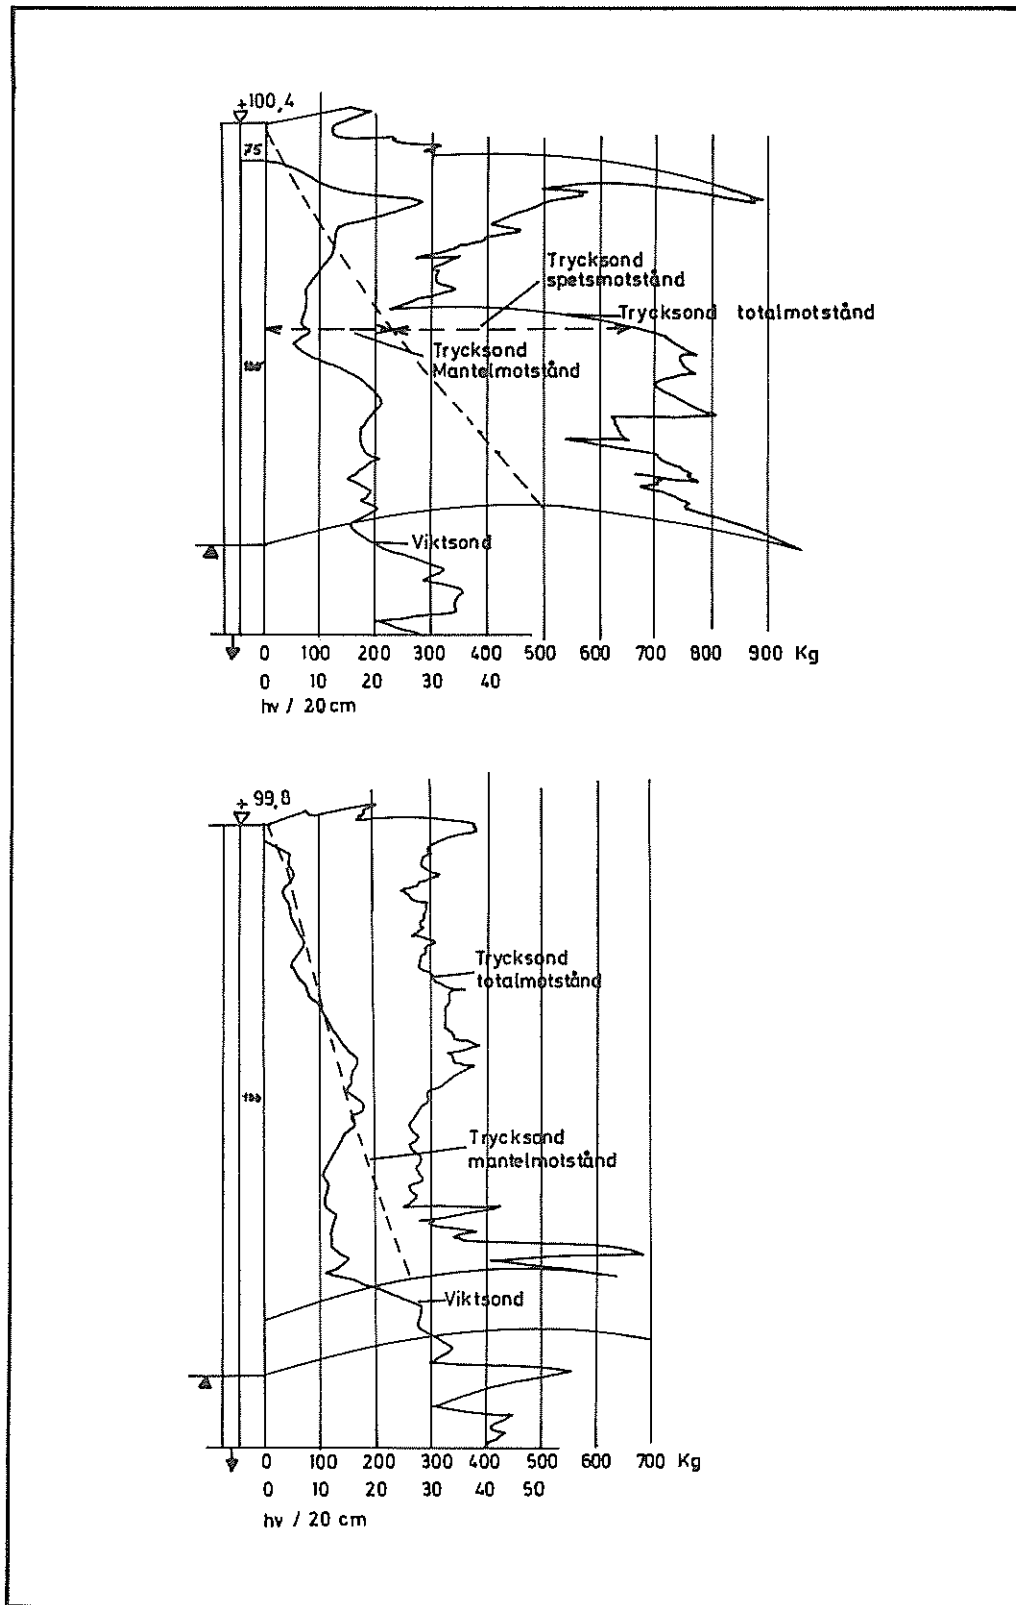 +100,4
75
Trycksond
spetsmotstånd
Trycksond totalmotstånd
Trycksond
Mantelmotstånd
100
Viktsond
0 100 200 300 400 500 600 700 800 900 Kg
0 10 20 30 40
hv / 20 cm
+ 99,8
Trycksond
totalmotstånd
100
Trycksond
mantelmotstånd
Viktsond
0 100 200 300 400 500 600 700 Kg
0 10 20 30 40 50
hv / 20 cm